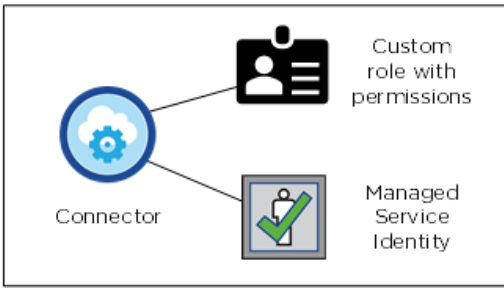 Custom
role with
permissions
Connector
Managed
Service
Identity